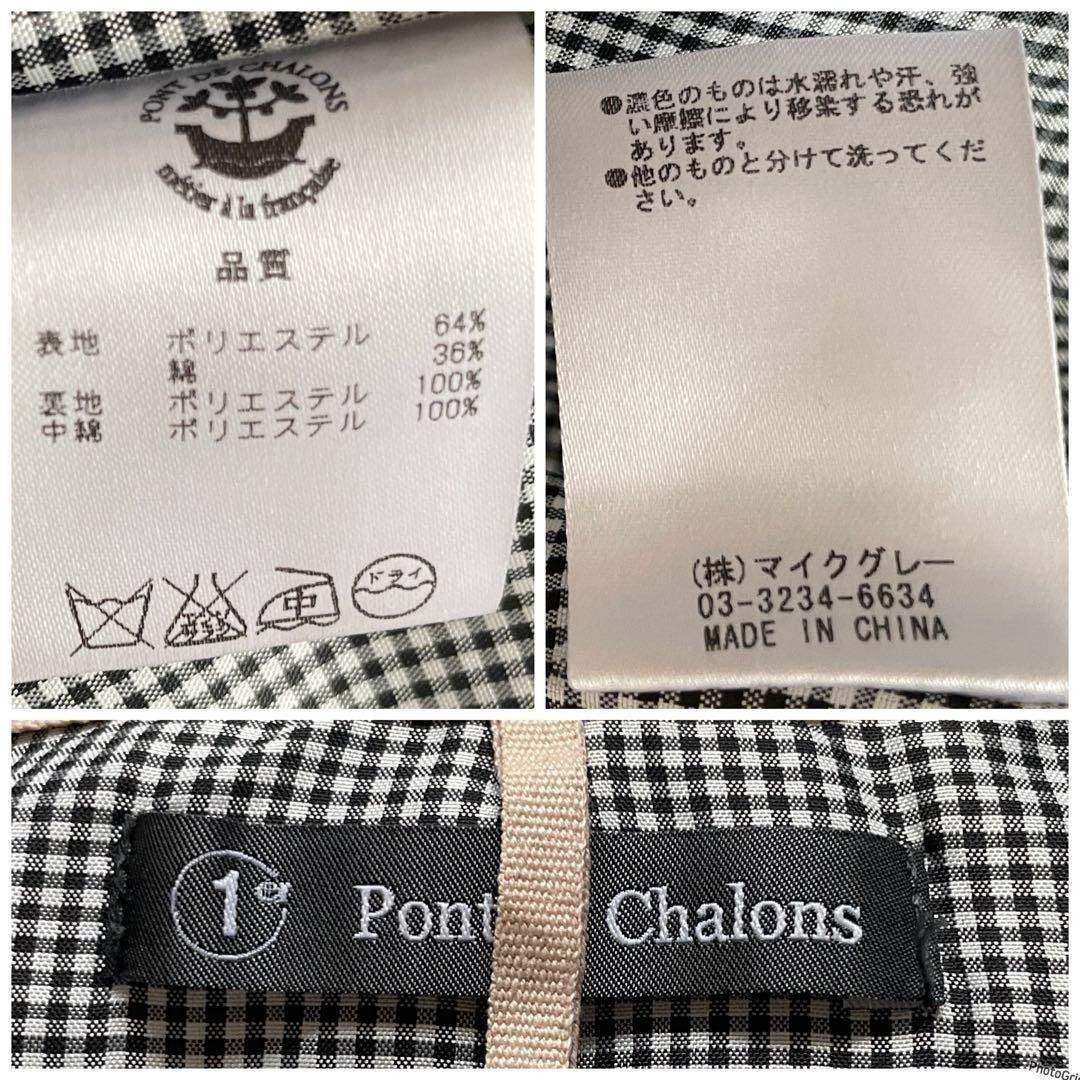 PONT DE CHALONS
métier à la française
品質
表地 ポリエステル 64%
綿 36%
裏地 ポリエステル 100%
中綿 ポリエステル 100%
ドライ
●濃色のものは水濡れや汗、強
い摩擦により移染する恐れが
あります。
●他のものと分けて洗ってくだ
さい。
(株)マイクグレー
03-3234-6634
MADE IN CHINA
1er Pont Chalons
PhotoGri